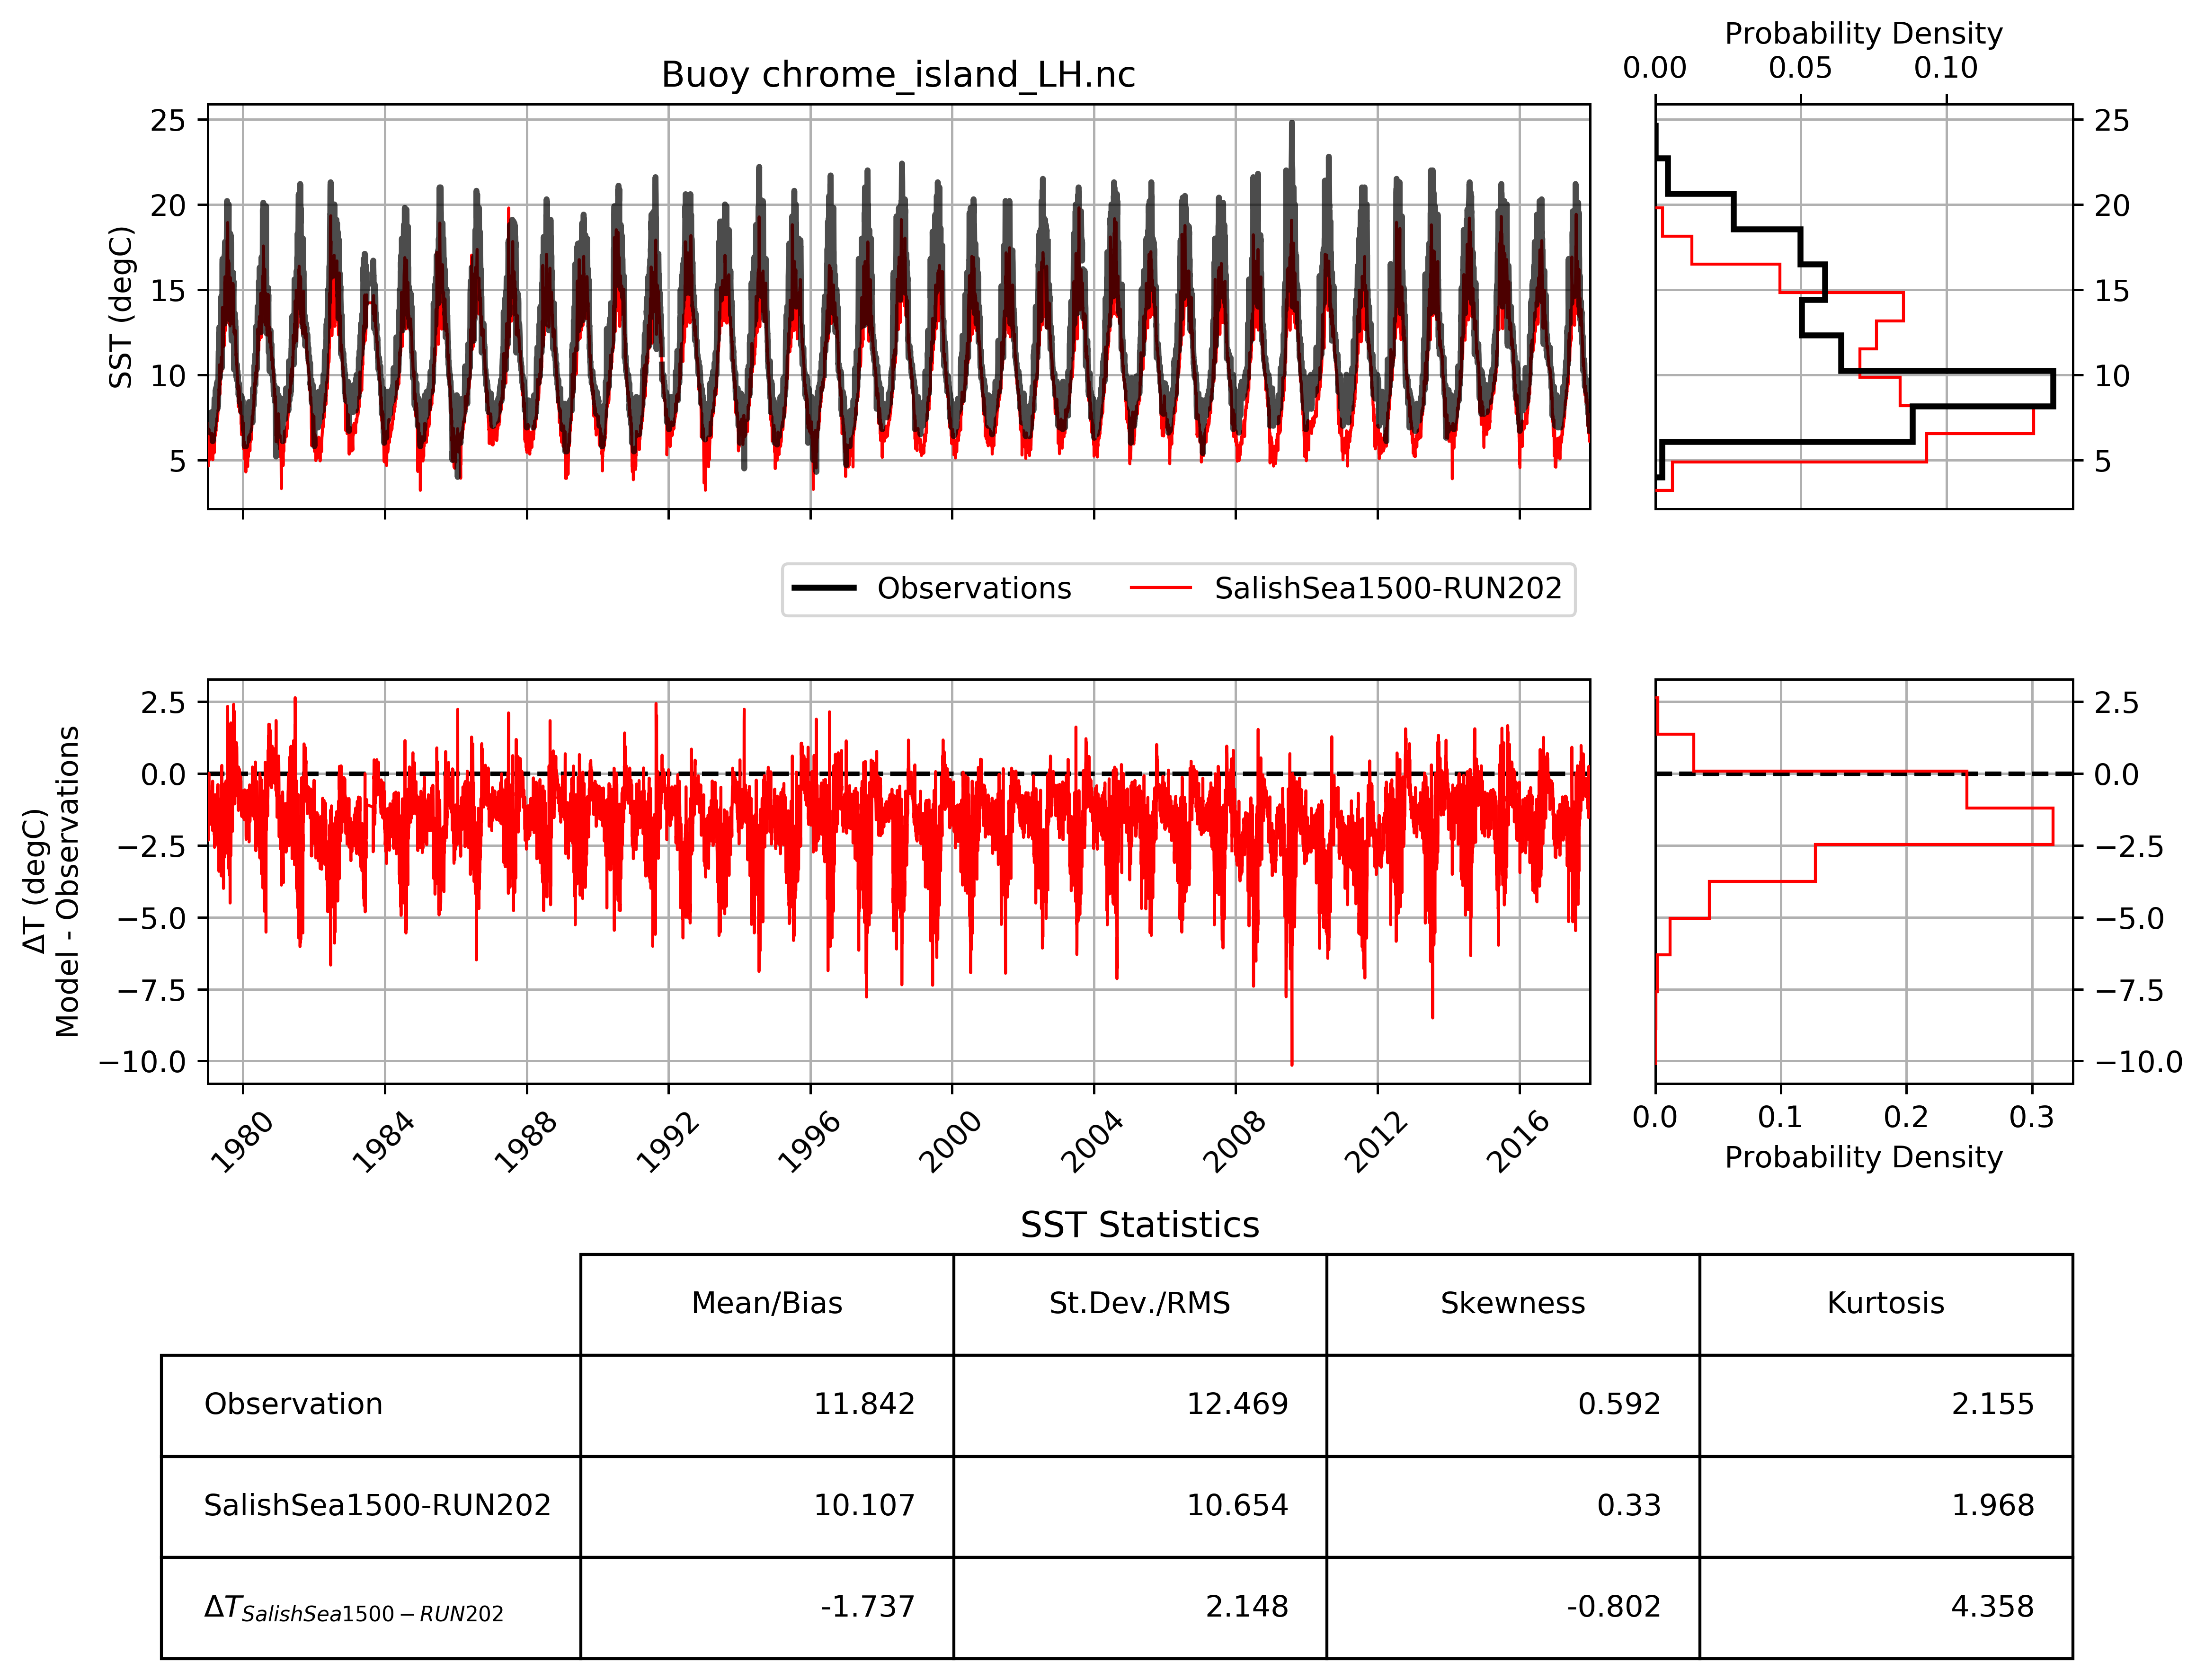 Probability Density
0.00 0.05 0.10
Buoy chrome_island_LH.nc
25 20 15 10 5
SST (degC)
25 20 15 10 5
Observations SalishSea1500-RUN202
2.5 0.0 −2.5 −5.0 −7.5 −10.0
ΔT (degC)
Model - Observations
2.5 0.0 −2.5 −5.0 −7.5 −10.0
1980 1984 1988 1992 1996 2000 2004 2008 2012 2016
0.0 0.1 0.2 0.3
Probability Density
SST Statistics
Mean/Bias St.Dev./RMS Skewness Kurtosis
Observation 11.842 12.469 0.592 2.155
SalishSea1500-RUN202 10.107 10.654 0.33 1.968
ΔT SalishSea1500−RUN202 -1.737 2.148 -0.802 4.358